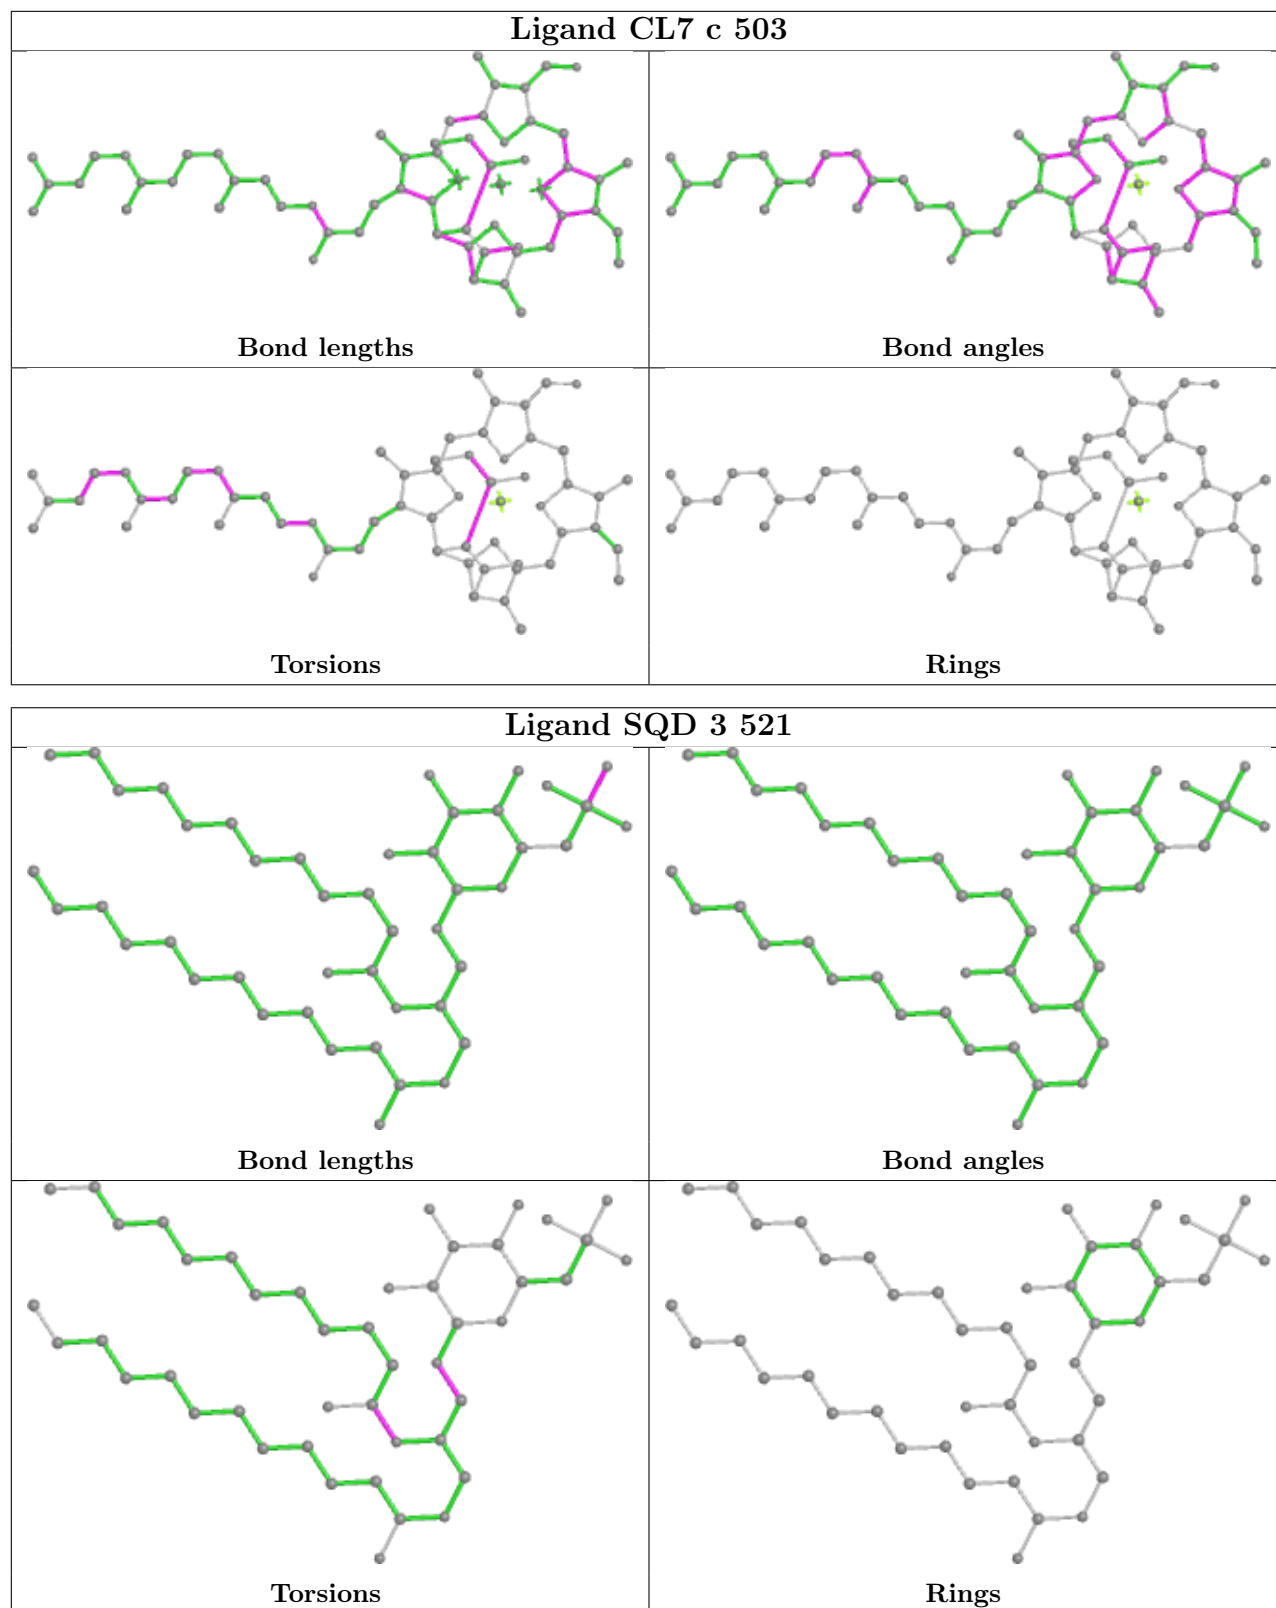 Ligand CL7 c 503
Bond lengths
Bond angles
Torsions
Rings
Ligand SQD 3 521
Bond lengths
Bond angles
Torsions
Rings